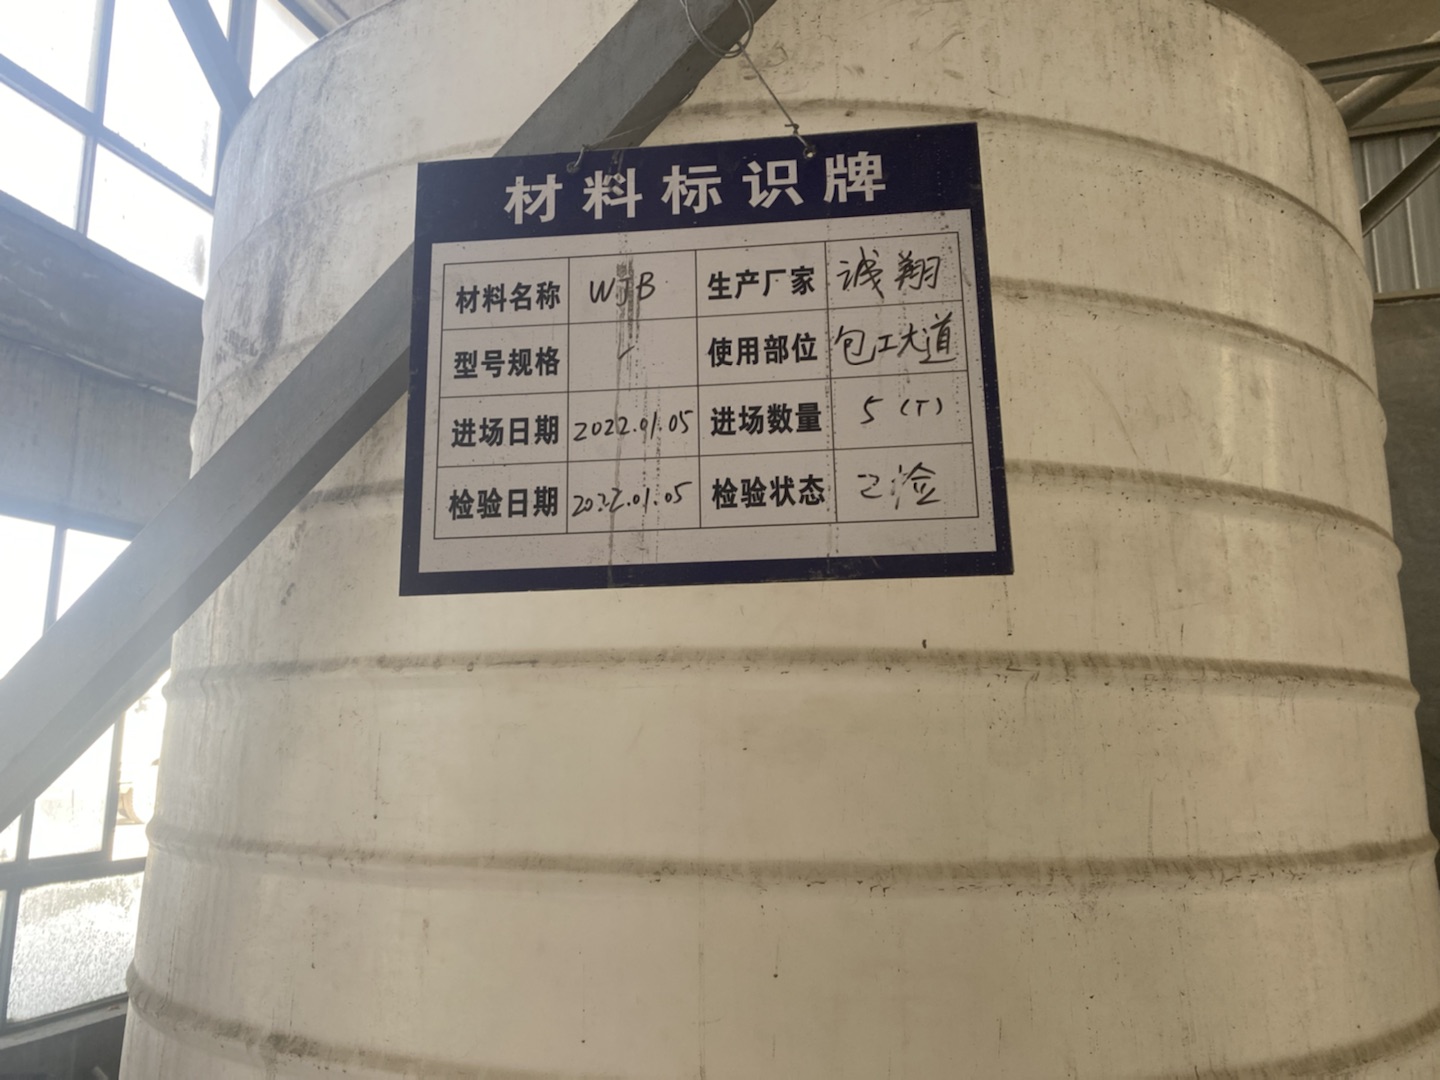 材料标识牌
材料名称 WJB 生产厂家 诚翔
型号规格 / 使用部位 包工大道
进场日期 2022.01.05 进场数量 5(T)
检验日期 2022.01.05 检验状态 已检